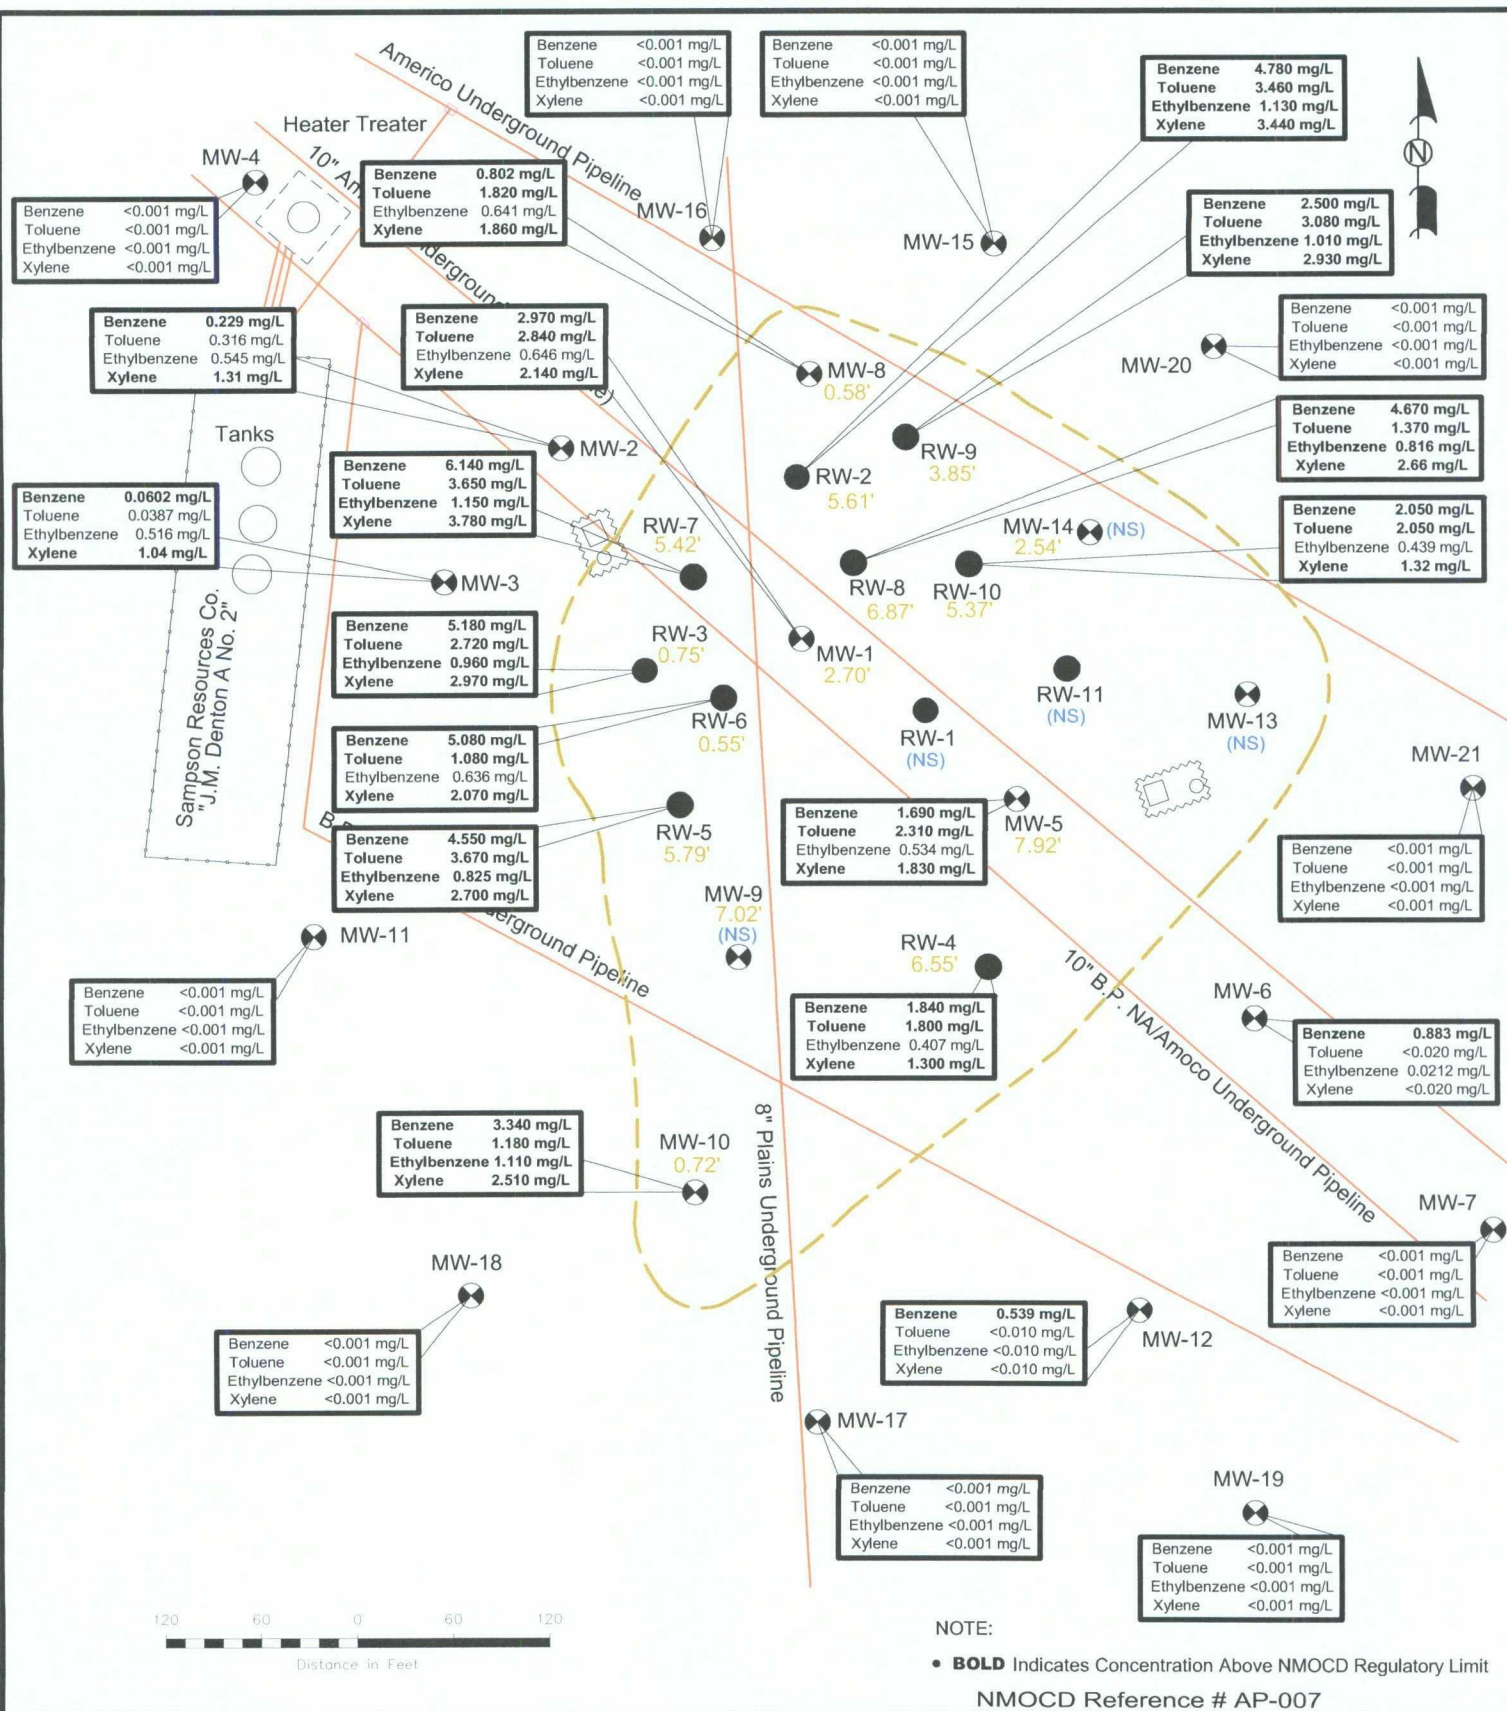 Americo Underground Pipeline
Benzene <0.001 mg/L
Toluene <0.001 mg/L
Ethylbenzene <0.001 mg/L
Xylene <0.001 mg/L
Benzene <0.001 mg/L
Toluene <0.001 mg/L
Ethylbenzene <0.001 mg/L
Xylene <0.001 mg/L
Benzene 4.780 mg/L
Toluene 3.460 mg/L
Ethylbenzene 1.130 mg/L
Xylene 3.440 mg/L
N
Heater Treater
MW-4
10"
Benzene 0.802 mg/L
Toluene 1.820 mg/L
Ethylbenzene 0.641 mg/L
Xylene 1.860 mg/L
MW-16
MW-15
Benzene 2.500 mg/L
Toluene 3.080 mg/L
Ethylbenzene 1.010 mg/L
Xylene 2.930 mg/L
Benzene <0.001 mg/L
Toluene <0.001 mg/L
Ethylbenzene <0.001 mg/L
Xylene <0.001 mg/L
Benzene 0.229 mg/L
Toluene 0.316 mg/L
Ethylbenzene 0.545 mg/L
Xylene 1.31 mg/L
Benzene 2.970 mg/L
Toluene 2.840 mg/L
Ethylbenzene 0.646 mg/L
Xylene 2.140 mg/L
MW-8
0.58'
MW-20
Benzene <0.001 mg/L
Toluene <0.001 mg/L
Ethylbenzene <0.001 mg/L
Xylene <0.001 mg/L
Tanks
MW-2
RW-9
3.85'
RW-2
5.61'
Benzene 4.670 mg/L
Toluene 1.370 mg/L
Ethylbenzene 0.816 mg/L
Xylene 2.66 mg/L
Benzene 6.140 mg/L
Toluene 3.650 mg/L
Ethylbenzene 1.150 mg/L
Xylene 3.780 mg/L
Benzene 0.0602 mg/L
Toluene 0.0387 mg/L
Ethylbenzene 0.516 mg/L
Xylene 1.04 mg/L
RW-7
5.42'
MW-14
2.54'
(NS)
Benzene 2.050 mg/L
Toluene 2.050 mg/L
Ethylbenzene 0.439 mg/L
Xylene 1.32 mg/L
MW-3
RW-8
6.87'
RW-10
5.37'
Sampson Resources Co.
"J.M. Denton A No. 2"
Benzene 5.180 mg/L
Toluene 2.720 mg/L
Ethylbenzene 0.960 mg/L
Xylene 2.970 mg/L
RW-3
0.75'
MW-1
2.70'
RW-11
(NS)
RW-6
0.55'
RW-1
(NS)
MW-13
(NS)
Benzene 5.080 mg/L
Toluene 1.080 mg/L
Ethylbenzene 0.636 mg/L
Xylene 2.070 mg/L
MW-21
Benzene 4.550 mg/L
Toluene 3.670 mg/L
Ethylbenzene 0.825 mg/L
Xylene 2.700 mg/L
RW-5
5.79'
Benzene 1.690 mg/L
Toluene 2.310 mg/L
Ethylbenzene 0.534 mg/L
Xylene 1.830 mg/L
MW-5
7.92'
Benzene <0.001 mg/L
Toluene <0.001 mg/L
Ethylbenzene <0.001 mg/L
Xylene <0.001 mg/L
MW-9
7.02'
(NS)
Pipeline
MW-11
RW-4
6.55'
10" B.P. NA/Amoco Underground Pipeline
Benzene <0.001 mg/L
Toluene <0.001 mg/L
Ethylbenzene <0.001 mg/L
Xylene <0.001 mg/L
Benzene 1.840 mg/L
Toluene 1.800 mg/L
Ethylbenzene 0.407 mg/L
Xylene 1.300 mg/L
MW-6
Benzene 0.883 mg/L
Toluene <0.020 mg/L
Ethylbenzene 0.0212 mg/L
Xylene <0.020 mg/L
Benzene 3.340 mg/L
Toluene 1.180 mg/L
Ethylbenzene 1.110 mg/L
Xylene 2.510 mg/L
MW-10
0.72'
8" Plains Underground Pipeline
MW-7
Benzene <0.001 mg/L
Toluene <0.001 mg/L
Ethylbenzene <0.001 mg/L
Xylene <0.001 mg/L
MW-18
Benzene <0.001 mg/L
Toluene <0.001 mg/L
Ethylbenzene <0.001 mg/L
Xylene <0.001 mg/L
Benzene 0.539 mg/L
Toluene <0.010 mg/L
Ethylbenzene <0.010 mg/L
Xylene <0.010 mg/L
MW-12
MW-17
Benzene <0.001 mg/L
Toluene <0.001 mg/L
Ethylbenzene <0.001 mg/L
Xylene <0.001 mg/L
MW-19
Benzene <0.001 mg/L
Toluene <0.001 mg/L
Ethylbenzene <0.001 mg/L
Xylene <0.001 mg/L
120 60 0 60 120
Distance in Feet
NOTE:
• BOLD Indicates Concentration Above NMOCD Regulatory Limit
NMOCD Reference # AP-007